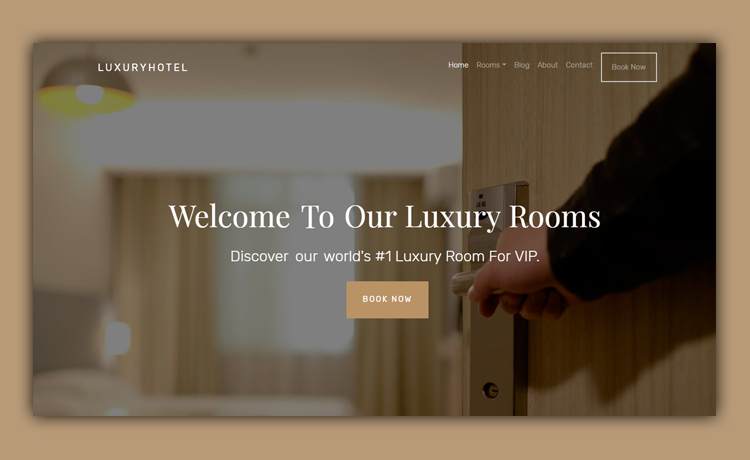 LUXURYHOTEL
Home Rooms Blog About Contact Book Now
Welcome To Our Luxury Rooms
Discover our world's #1 Luxury Room For VIP.
BOOK NOW